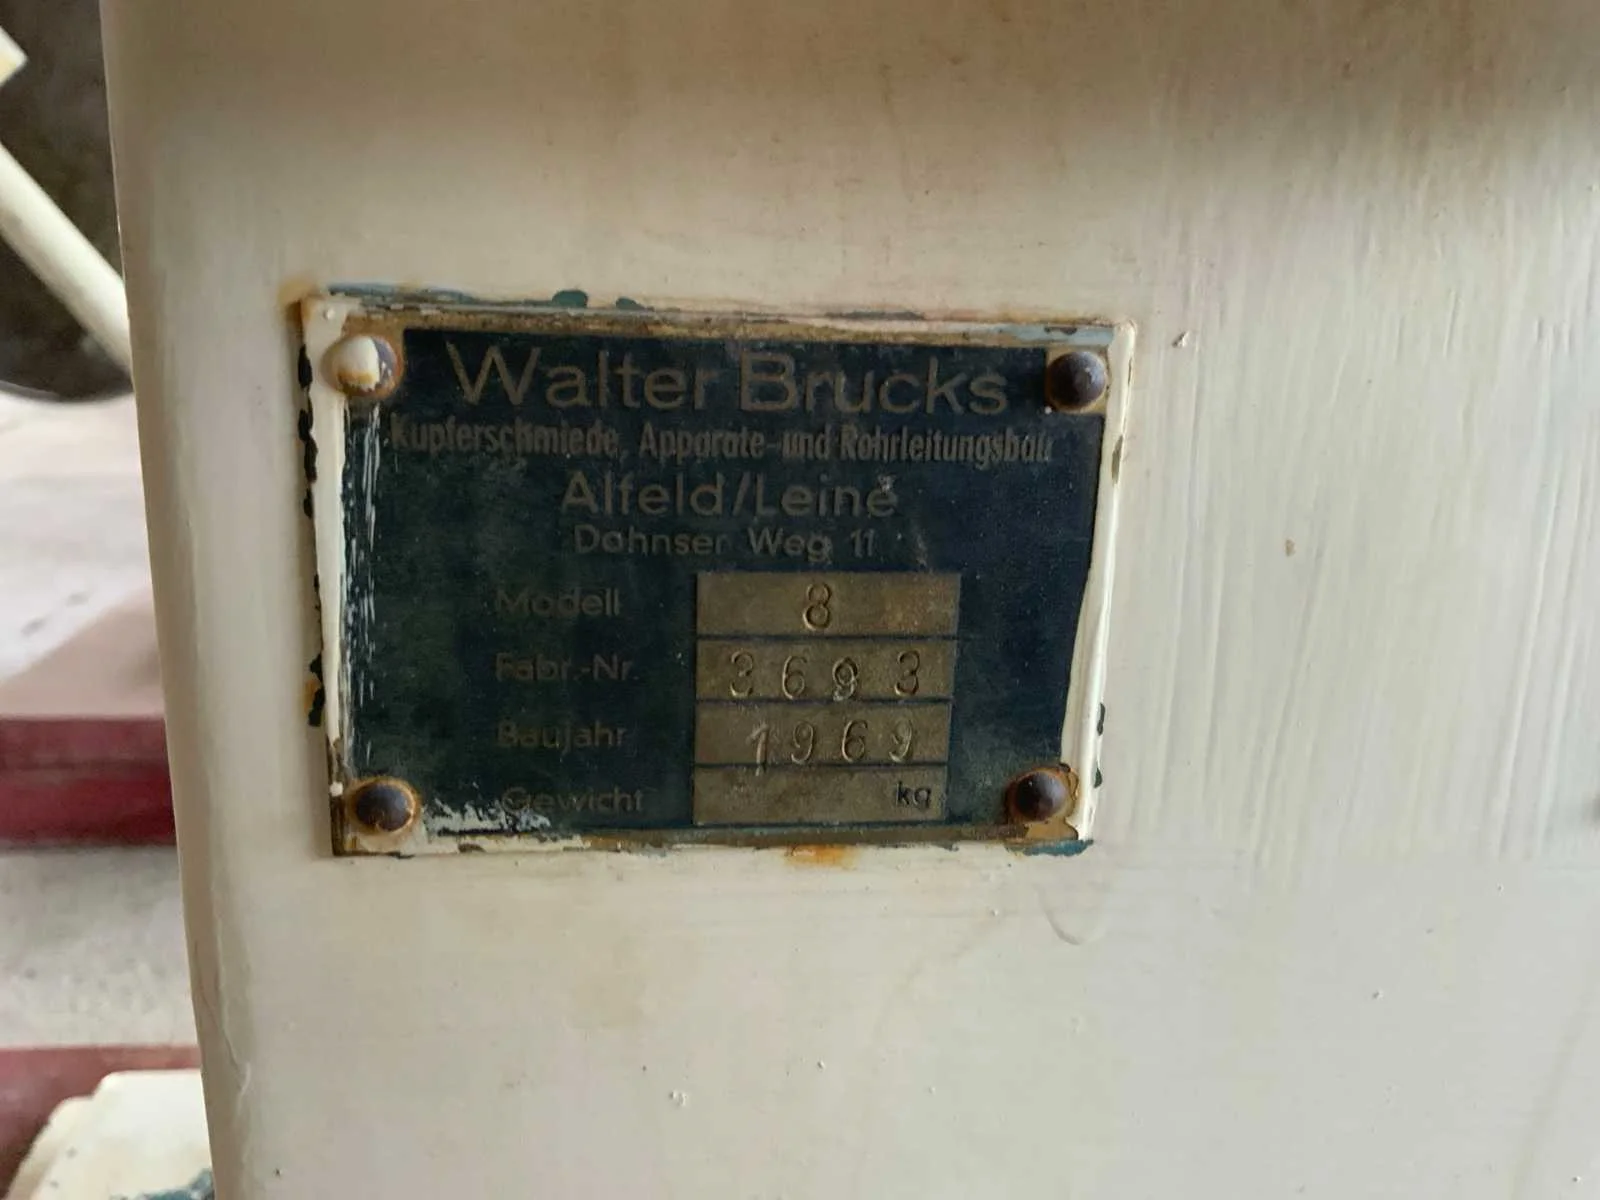 Walter Brucks
Kupferschmiede, Apparate- und Rohrleitungsbau
Alfeld/Leine
Dohnser Weg 11
Modell 8
Fabr.-Nr. 3693
Baujahr 1969
Gewicht kg